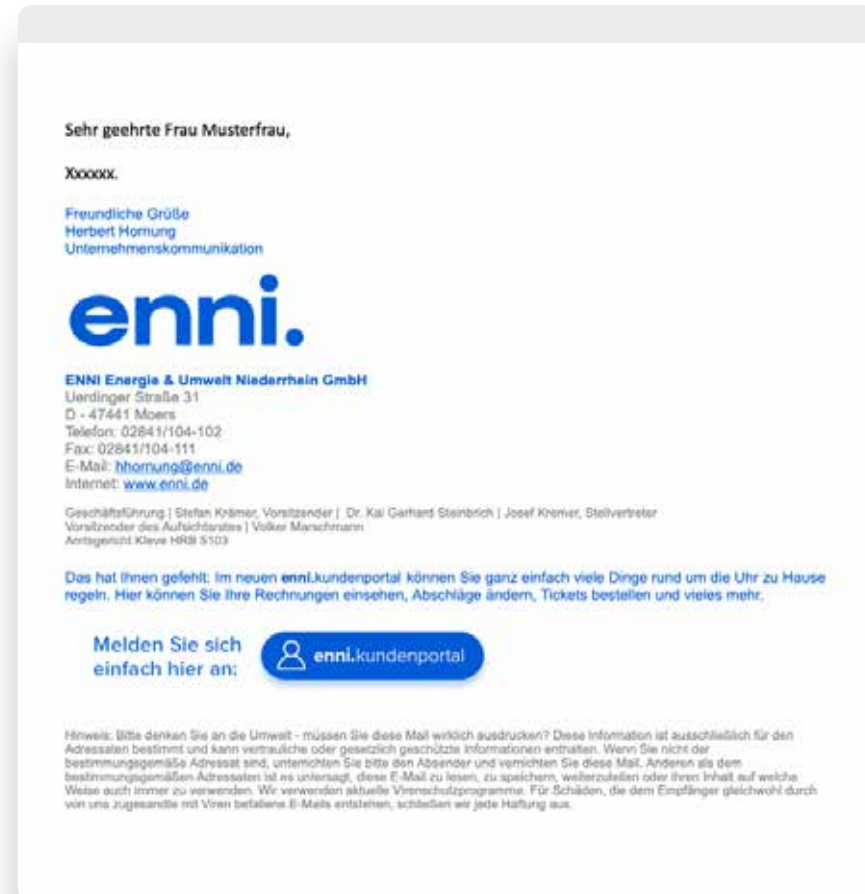 Sehr geehrte Frau Musterfrau,
Xxxxxx.
Freundliche Grüße
Herbert Hornung
Unternehmenskommunikation
enni.
ENNI Energie & Umwelt Niederrhein GmbH
Uerdinger Straße 31
D - 47441 Moers
Telefon: 02841/104-102
Fax: 02841/104-111
E-Mail: hhornung@enni.de
Internet: www.enni.de
Geschäftsführung | Stefan Krämer, Vorsitzender | Dr. Kai Gerhard Steinbrich | Josef Kremer, Stellvertreter
Vorsitzender des Aufsichtsrates | Volker Marschmann
Amtsgericht Kleve HRB 5103
Das hat Ihnen gefehlt: Im neuen enni.kundenportal können Sie ganz einfach viele Dinge rund um die Uhr zu Hause
regeln. Hier können Sie Ihre Rechnungen einsehen, Abschläge ändern, Tickets bestellen und vieles mehr.
Melden Sie sich
einfach hier an:
enni.kundenportal
Hinweis: Bitte denken Sie an die Umwelt - müssen Sie diese Mail wirklich ausdrucken? Diese Information ist ausschließlich für den
Adressaten bestimmt und kann vertrauliche oder gesetzlich geschützte Informationen enthalten. Wenn Sie nicht der
bestimmungsgemäße Adressat sind, unterrichten Sie bitte den Absender und vernichten Sie diese Mail. Anderen als dem
bestimmungsgemäßen Adressaten ist es untersagt, diese E-Mail zu lesen, zu speichern, weiterzuleiten oder ihren Inhalt auf welche
Weise auch immer zu verwenden. Wir verwenden aktuelle Virenschutzprogramme. Für Schäden, die dem Empfänger gleichwohl durch
von uns zugesandte mit Viren befallene E-Mails entstehen, schließen wir jede Haftung aus.